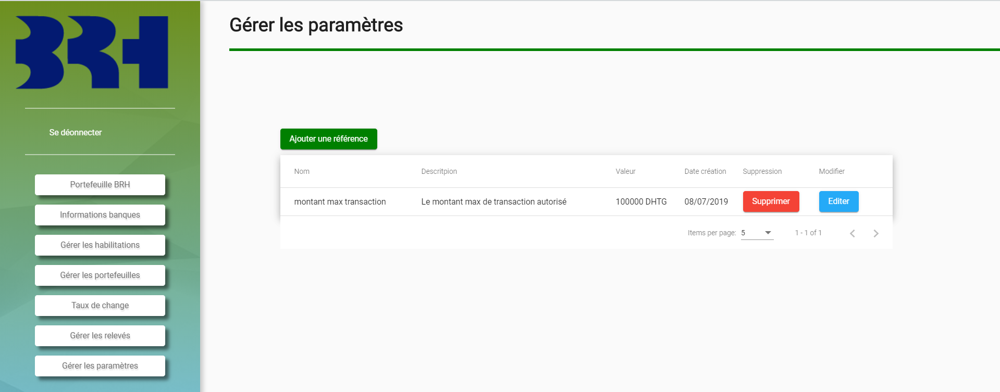 BRH
Se déonnecter
Portefeuille BRH
Informations banques
Gérer les habilitations
Gérer les portefeuilles
Taux de change
Gérer les relevés
Gérer les paramètres
Gérer les paramètres
Ajouter une référence
Nom Descritpion Valeur Date création Suppression Modifier
montant max transaction Le montant max de transaction autorisé 100000 DHTG 08/07/2019 Supprimer Editer
Items per page: 5 1 - 1 of 1